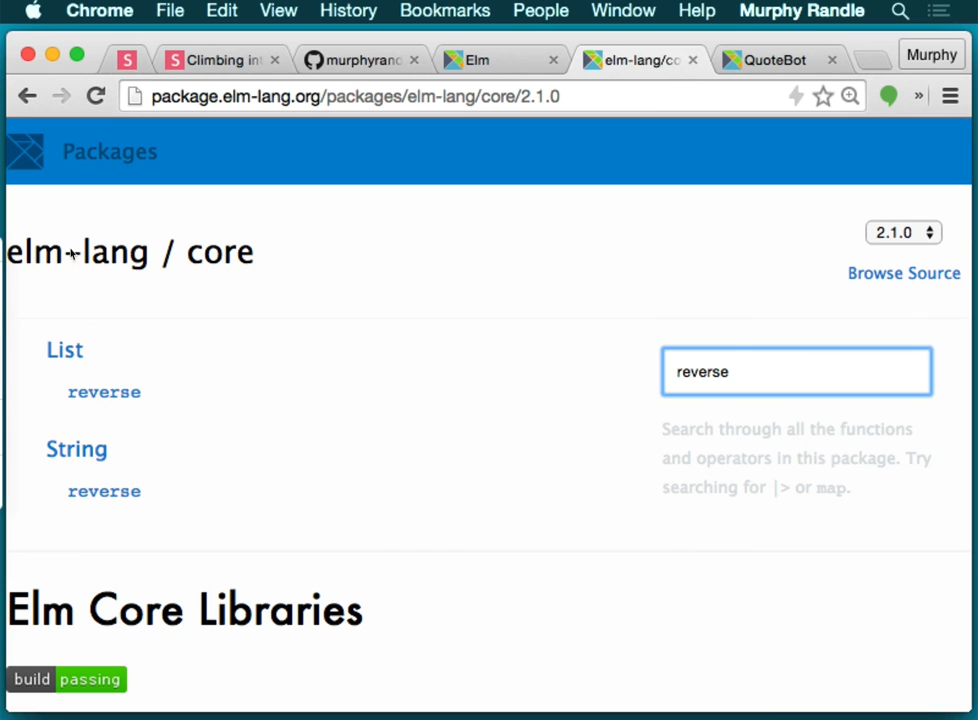 Chrome File Edit View History Bookmarks People Window Help Murphy Randle
S S Climbing in murphyrand Elm elm-lang/co QuoteBot Murphy
package.elm-lang.org/packages/elm-lang/core/2.1.0 »
Packages
elm-lang / core
2.1.0
Browse Source
List
reverse
String
reverse
reverse
Search through all the functions
and operators in this package. Try
searching for |> or map.
Elm Core Libraries
build passing